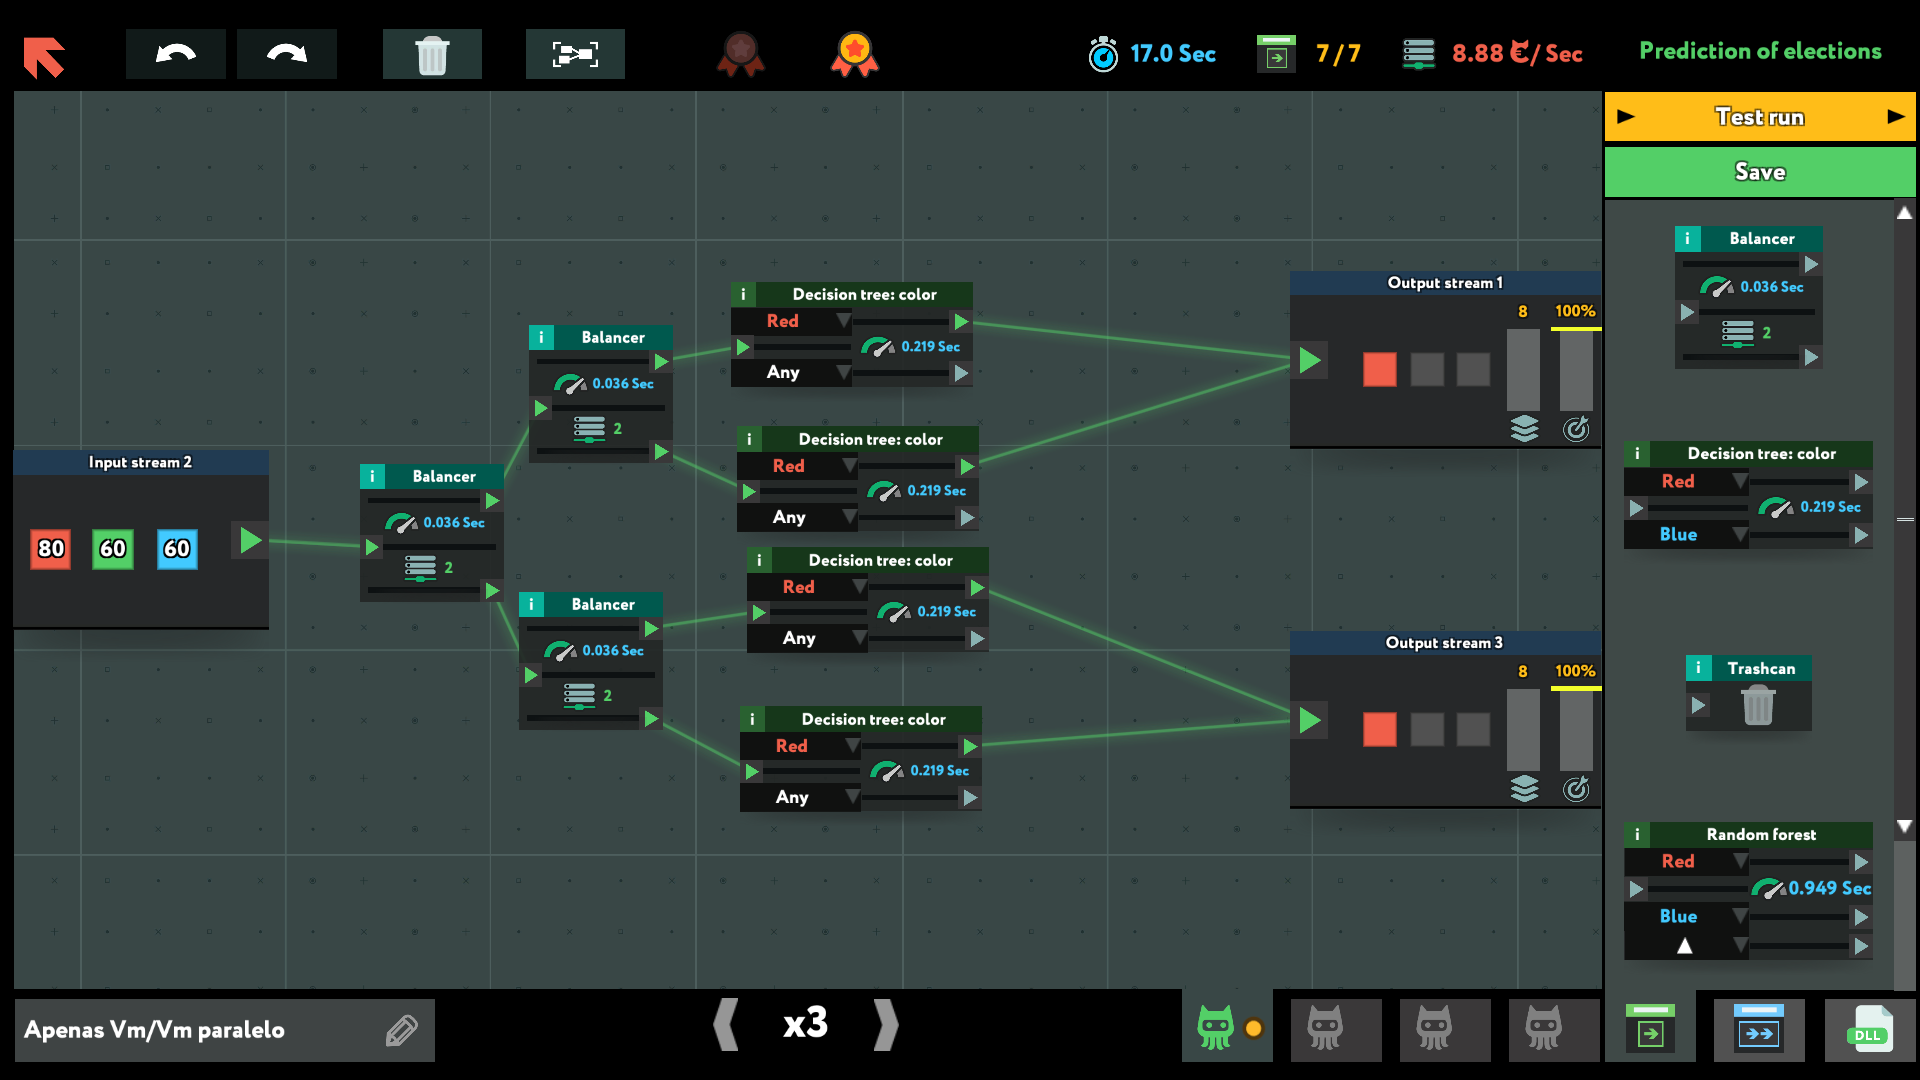 17.0 Sec
7/7
8.88 €/ Sec
Prediction of elections
Test run
Save
i Balancer
0.036 Sec
2
i Decision tree: color
Red
0.219 Sec
Blue
i Trashcan
i Random forest
Red
0.949 Sec
Blue
DLL
Input stream 2
80 60 60
i Balancer
0.036 Sec
2
i Balancer
0.036 Sec
2
i Balancer
0.036 Sec
2
i Decision tree: color
Red
0.219 Sec
Any
i Decision tree: color
Red
0.219 Sec
Any
i Decision tree: color
Red
0.219 Sec
Any
i Decision tree: color
Red
0.219 Sec
Any
Output stream 1
8 100%
Output stream 3
8 100%
Apenas Vm/Vm paralelo
x3